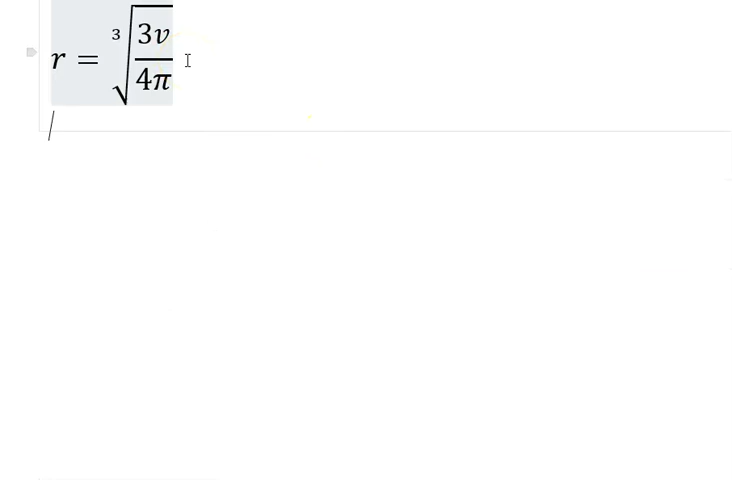 r = ∛(3v/4π)